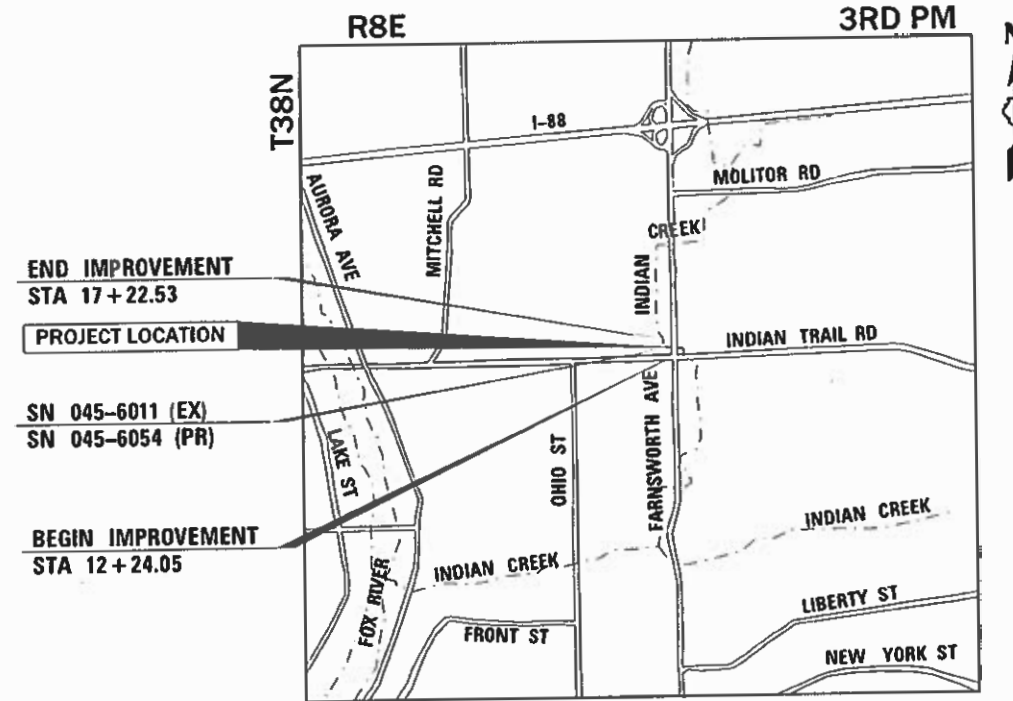 R8E
3RD PM
N
T38N
I-88
MOLITOR RD
AURORA AVE
MITCHELL RD
CREEK
INDIAN
END IMPROVEMENT
STA 17+22.53
PROJECT LOCATION
INDIAN TRAIL RD
SN 045-6011 (EX)
SN 045-6054 (PR)
LAKE ST
OHIO ST
FARNSWORTH AVE
BEGIN IMPROVEMENT
STA 12+24.05
INDIAN CREEK
INDIAN CREEK
FOX RIVER
FRONT ST
LIBERTY ST
NEW YORK ST